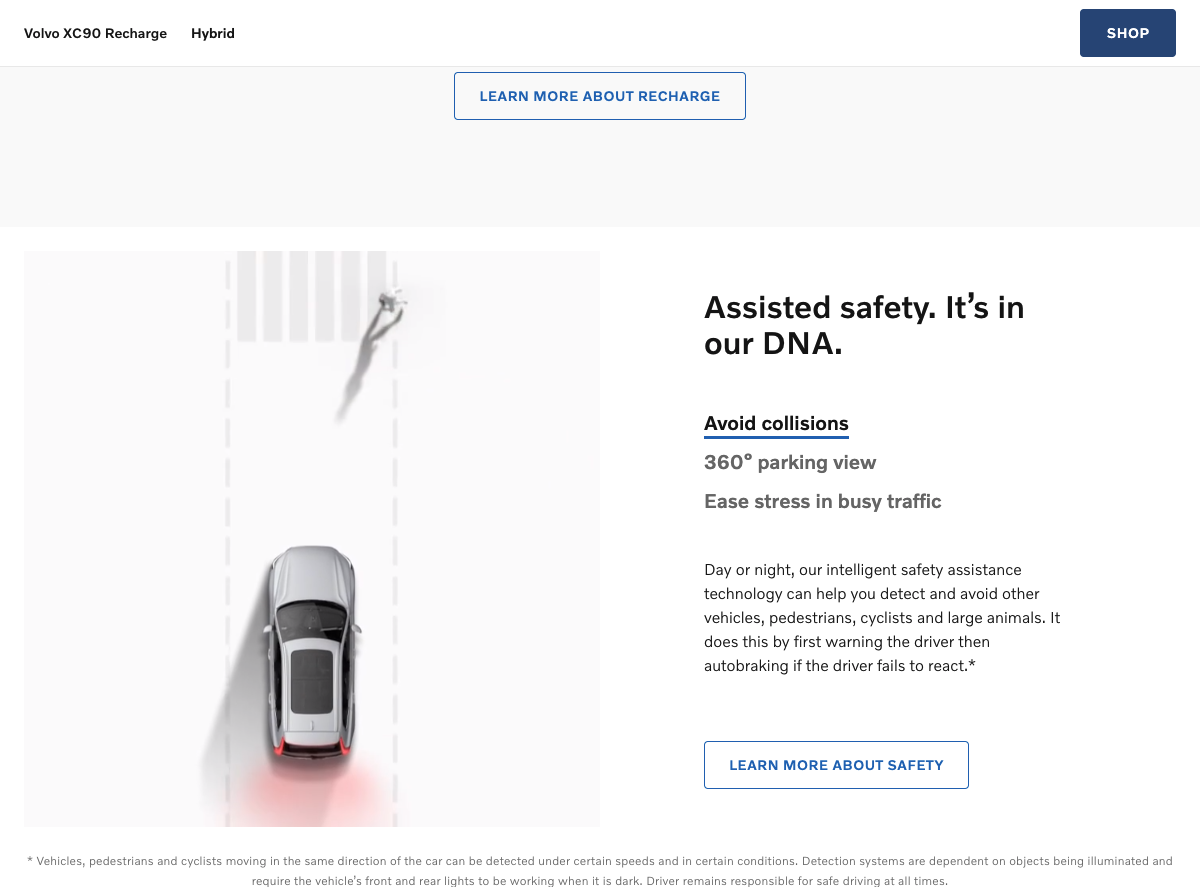 Volvo XC90 Recharge Hybrid SHOP
LEARN MORE ABOUT RECHARGE
Assisted safety. It’s in
our DNA.
Avoid collisions
360° parking view
Ease stress in busy traffic
Day or night, our intelligent safety assistance
technology can help you detect and avoid other
vehicles, pedestrians, cyclists and large animals. It
does this by first warning the driver then
autobraking if the driver fails to react.*
LEARN MORE ABOUT SAFETY
* Vehicles, pedestrians and cyclists moving in the same direction of the car can be detected under certain speeds and in certain conditions. Detection systems are dependent on objects being illuminated and
require the vehicle’s front and rear lights to be working when it is dark. Driver remains responsible for safe driving at all times.